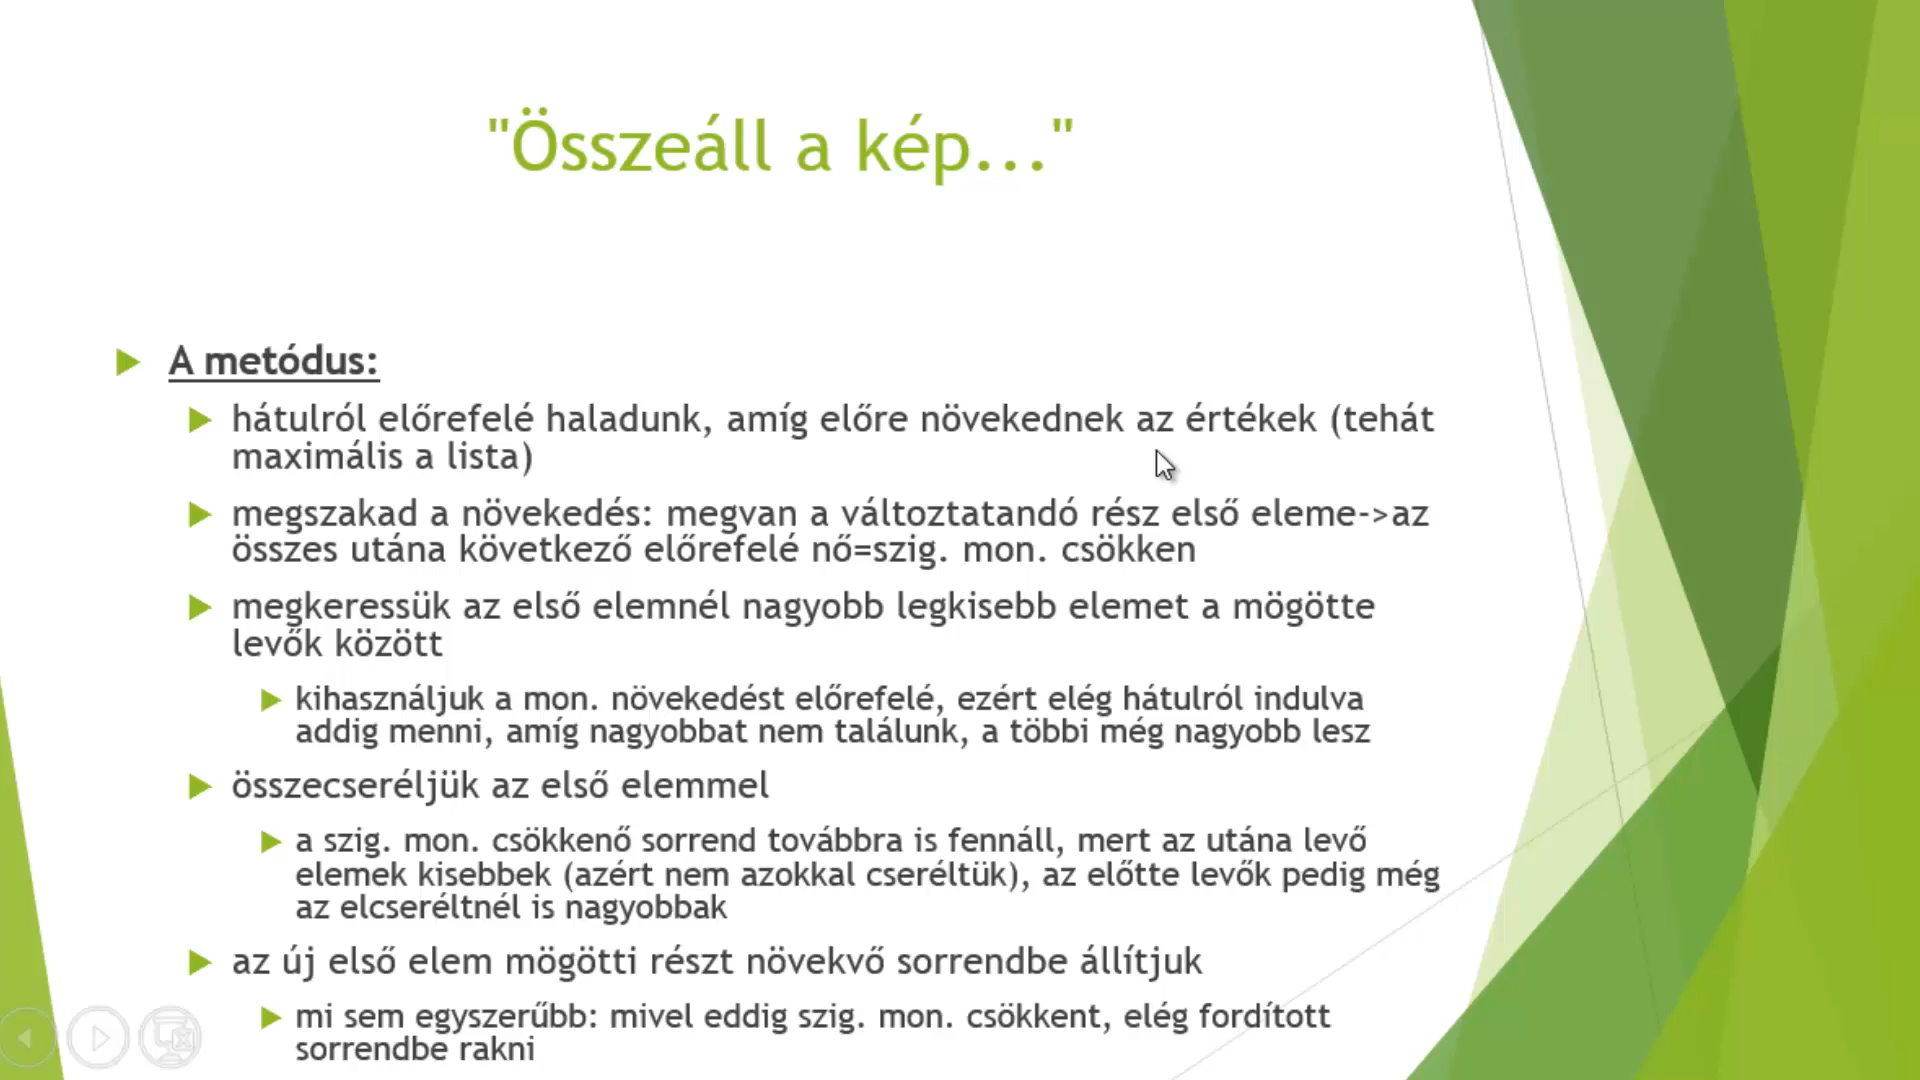 "Összeáll a kép..."
A metódus:
hátulról előrefelé haladunk, amíg előre növekednek az értékek (tehát
maximális a lista)
megszakad a növekedés: megvan a változtatandó rész első eleme->az
összes utána következő előrefelé nő=szig. mon. csökken
megkeressük az első elemnél nagyobb legkisebb elemet a mögötte
levők között
kihasználjuk a mon. növekedést előrefelé, ezért elég hátulról indulva
addig menni, amíg nagyobbat nem találunk, a többi még nagyobb lesz
összecseréljük az első elemmel
a szig. mon. csökkenő sorrend továbbra is fennáll, mert az utána levő
elemek kisebbek (azért nem azokkal cseréltük), az előtte levők pedig még
az elcseréltnél is nagyobbak
az új első elem mögötti részt növekvő sorrendbe állítjuk
mi sem egyszerűbb: mivel eddig szig. mon. csökkent, elég fordított
sorrendbe rakni